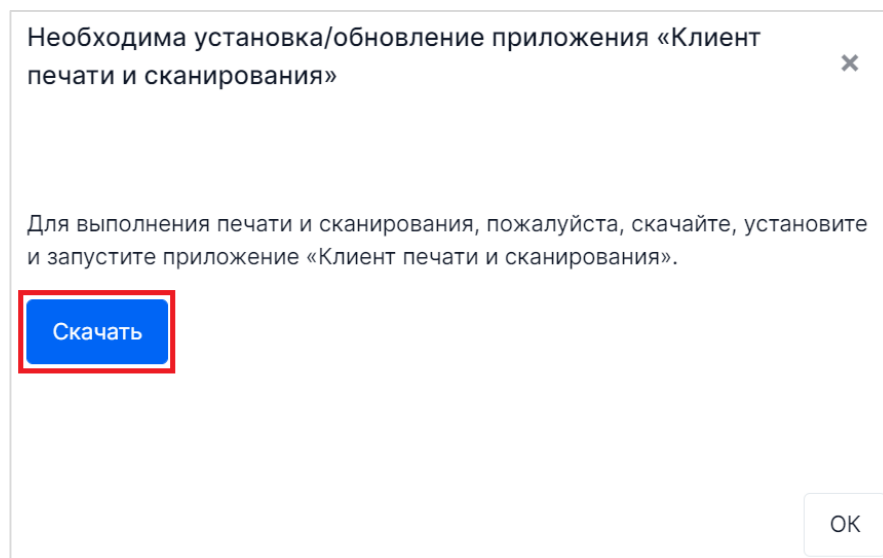 Необходима установка/обновление приложения «Клиент
печати и сканирования»
×
Для выполнения печати и сканирования, пожалуйста, скачайте, установите
и запустите приложение «Клиент печати и сканирования».
Скачать
ОК